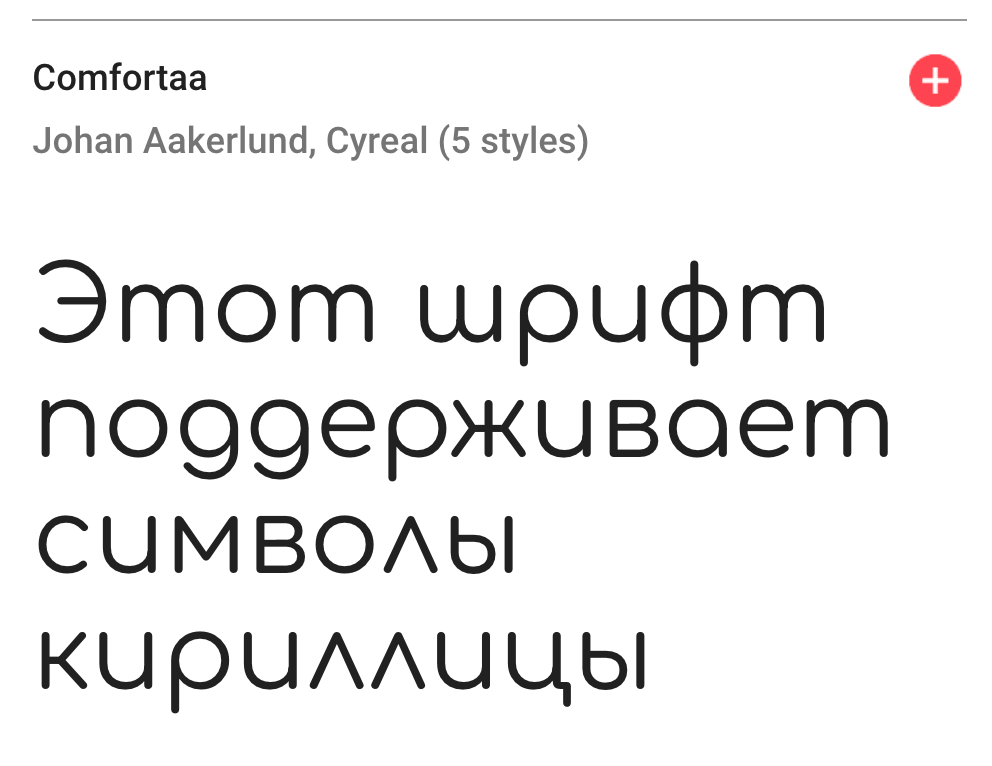 Comfortaa
Johan Aakerlund, Cyreal (5 styles)
Этот шрифт
поддерживает
символы
кириллицы